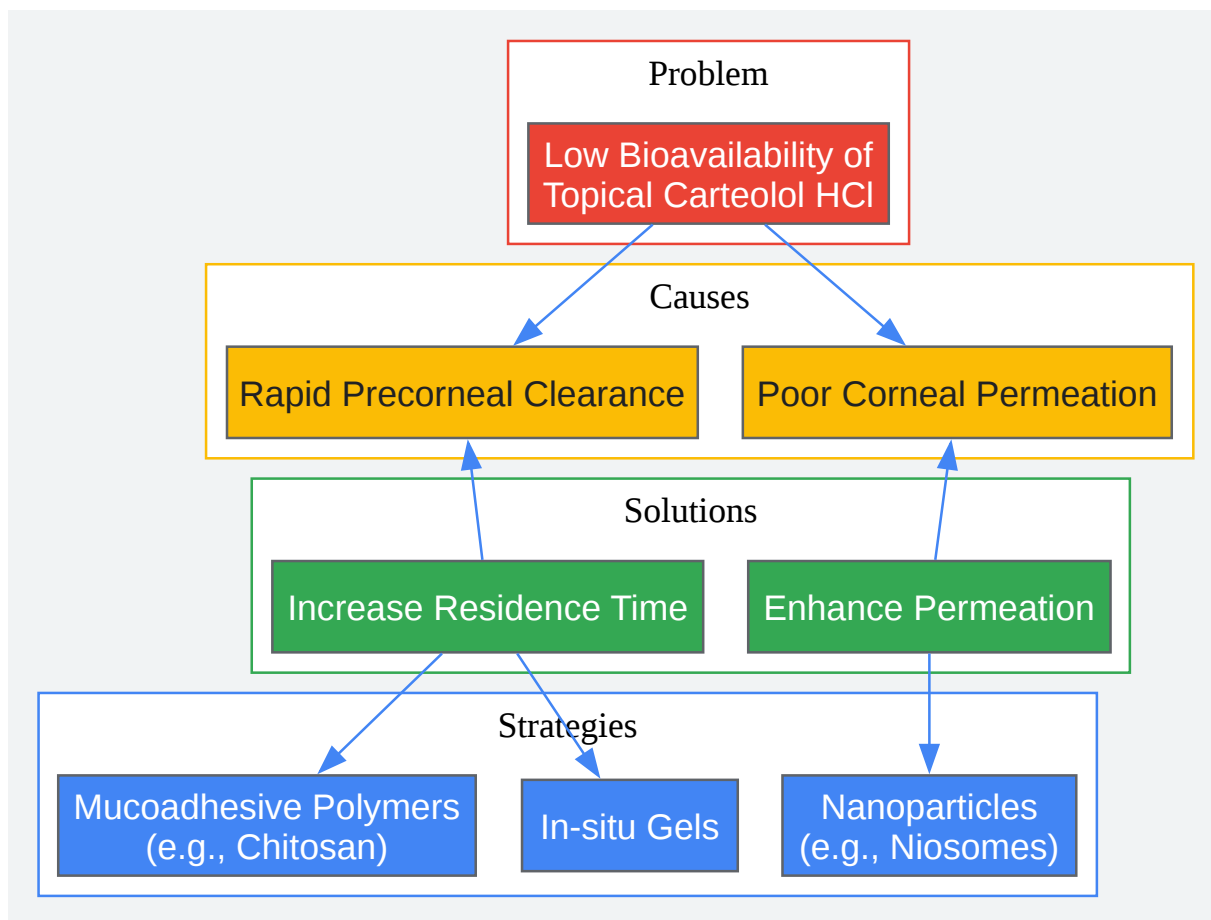 Problem
Low Bioavailability of
Topical Carteolol HCl
Causes
Rapid Precorneal Clearance
Poor Corneal Permeation
Solutions
Increase Residence Time
Enhance Permeation
Strategies
Mucoadhesive Polymers
(e.g., Chitosan)
In-situ Gels
Nanoparticles
(e.g., Niosomes)